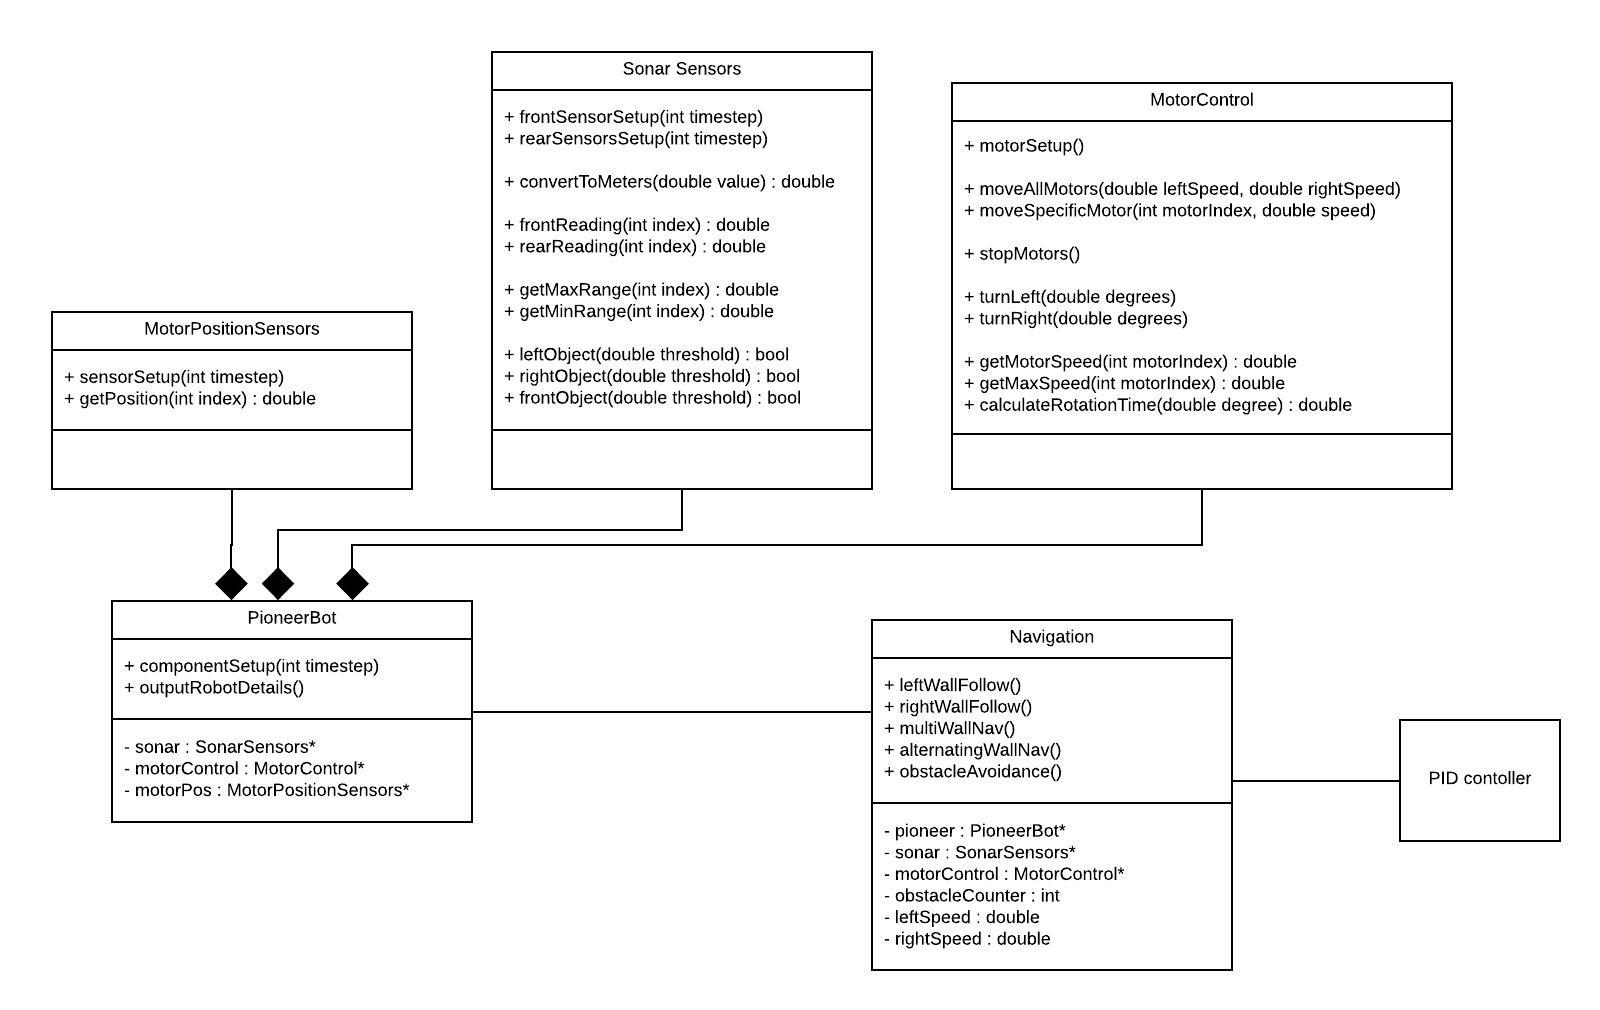 Sonar Sensors
+ frontSensorSetup(int timestep)
+ rearSensorsSetup(int timestep)
+ convertToMeters(double value) : double
+ frontReading(int index) : double
+ rearReading(int index) : double
+ getMaxRange(int index) : double
+ getMinRange(int index) : double
+ leftObject(double threshold) : bool
+ rightObject(double threshold) : bool
+ frontObject(double threshold) : bool
MotorControl
+ motorSetup()
+ moveAllMotors(double leftSpeed, double rightSpeed)
+ moveSpecificMotor(int motorIndex, double speed)
+ stopMotors()
+ turnLeft(double degrees)
+ turnRight(double degrees)
+ getMotorSpeed(int motorIndex) : double
+ getMaxSpeed(int motorIndex) : double
+ calculateRotationTime(double degree) : double
MotorPositionSensors
+ sensorSetup(int timestep)
+ getPosition(int index) : double
PioneerBot
+ componentSetup(int timestep)
+ outputRobotDetails()
- sonar : SonarSensors*
- motorControl : MotorControl*
- motorPos : MotorPositionSensors*
Navigation
+ leftWallFollow()
+ rightWallFollow()
+ multiWallNav()
+ alternatingWallNav()
+ obstacleAvoidance()
- pioneer : PioneerBot*
- sonar : SonarSensors*
- motorControl : MotorControl*
- obstacleCounter : int
- leftSpeed : double
- rightSpeed : double
PID contoller